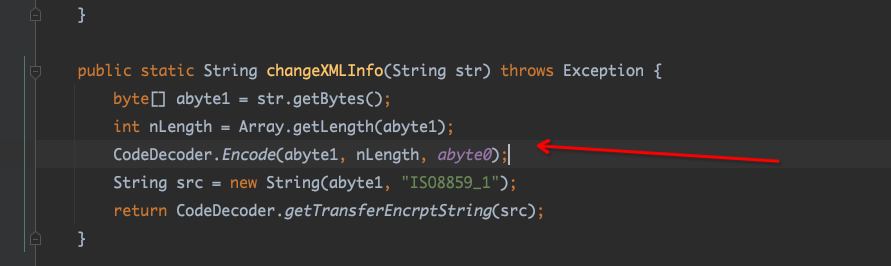 }
public static String changeXMLInfo(String str) throws Exception {
byte[] abyte1 = str.getBytes();
int nLength = Array.getLength(abyte1);
CodeDecoder.Encode(abyte1, nLength, abyte0);
String src = new String(abyte1, "ISO8859_1");
return CodeDecoder.getTransferEncrptString(src);
}